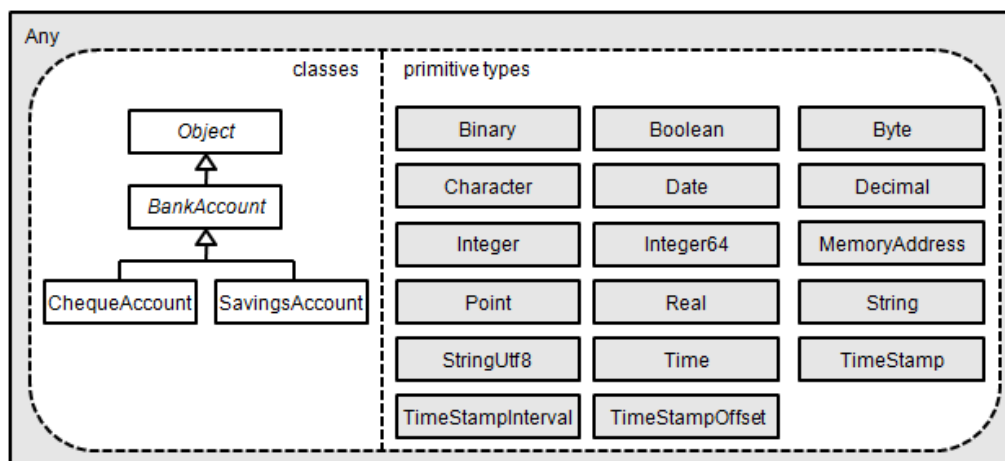 Any
classes
primitive types
Object
BankAccount
ChequeAccount
SavingsAccount
Binary
Boolean
Byte
Character
Date
Decimal
Integer
Integer64
MemoryAddress
Point
Real
String
StringUtf8
Time
TimeStamp
TimeStampInterval
TimeStampOffset